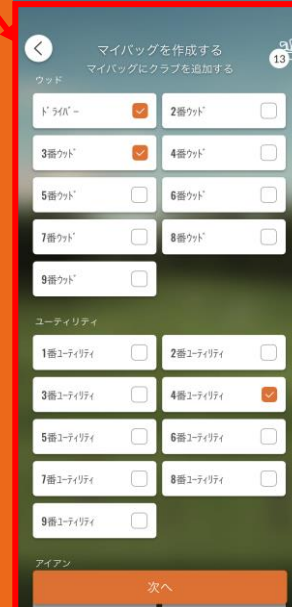 マイバッグを作成する
13
マイバッグにクラブを追加する
ウッド
ﾄﾞﾗｲﾊﾞｰ
2番ｳｯﾄﾞ
3番ｳｯﾄﾞ
4番ｳｯﾄﾞ
5番ｳｯﾄﾞ
6番ｳｯﾄﾞ
7番ｳｯﾄﾞ
8番ｳｯﾄﾞ
9番ｳｯﾄﾞ
ユーティリティ
1番ﾕｰﾃｨﾘﾃｨ
2番ﾕｰﾃｨﾘﾃｨ
3番ﾕｰﾃｨﾘﾃｨ
4番ﾕｰﾃｨﾘﾃｨ
5番ﾕｰﾃｨﾘﾃｨ
6番ﾕｰﾃｨﾘﾃｨ
7番ﾕｰﾃｨﾘﾃｨ
8番ﾕｰﾃｨﾘﾃｨ
9番ﾕｰﾃｨﾘﾃｨ
アイアン
次へ